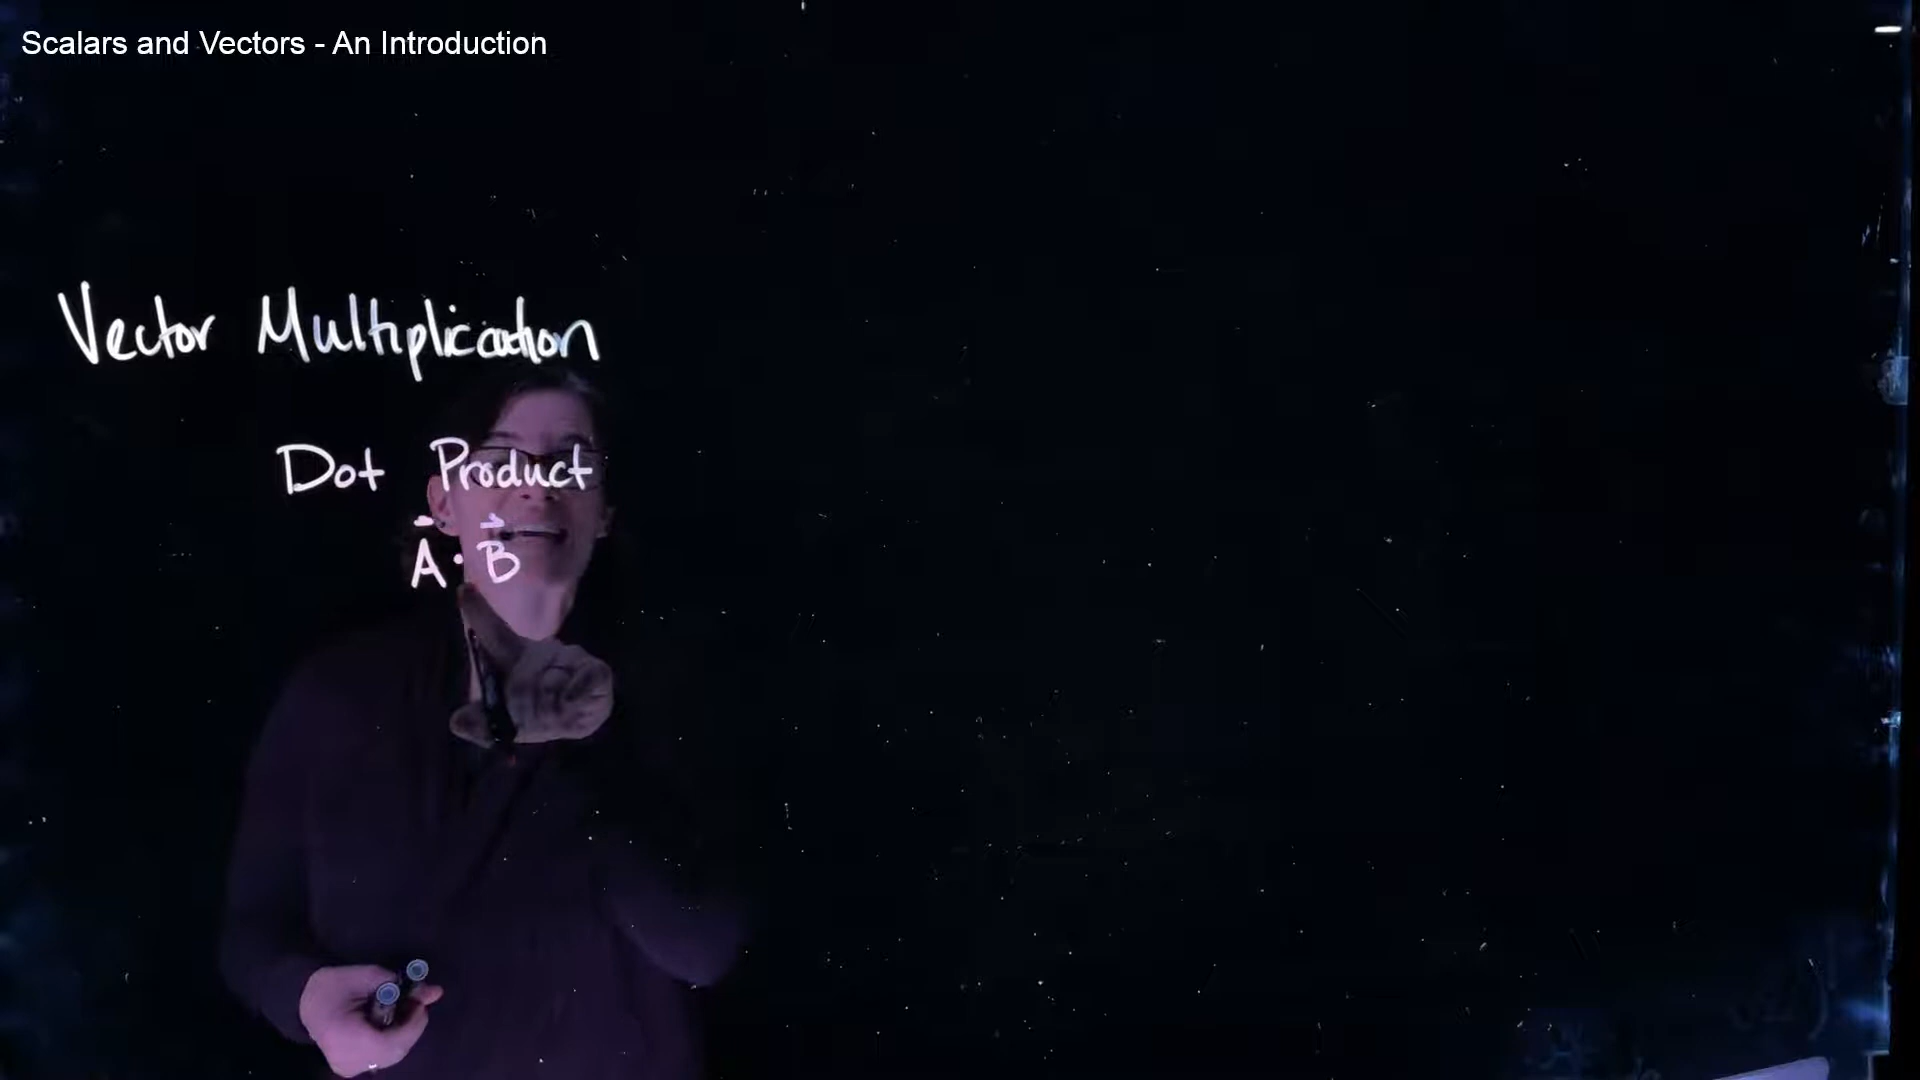 Scalars and Vectors - An Introduction
Vector Multiplication
Dot Product
A⃗ · B⃗